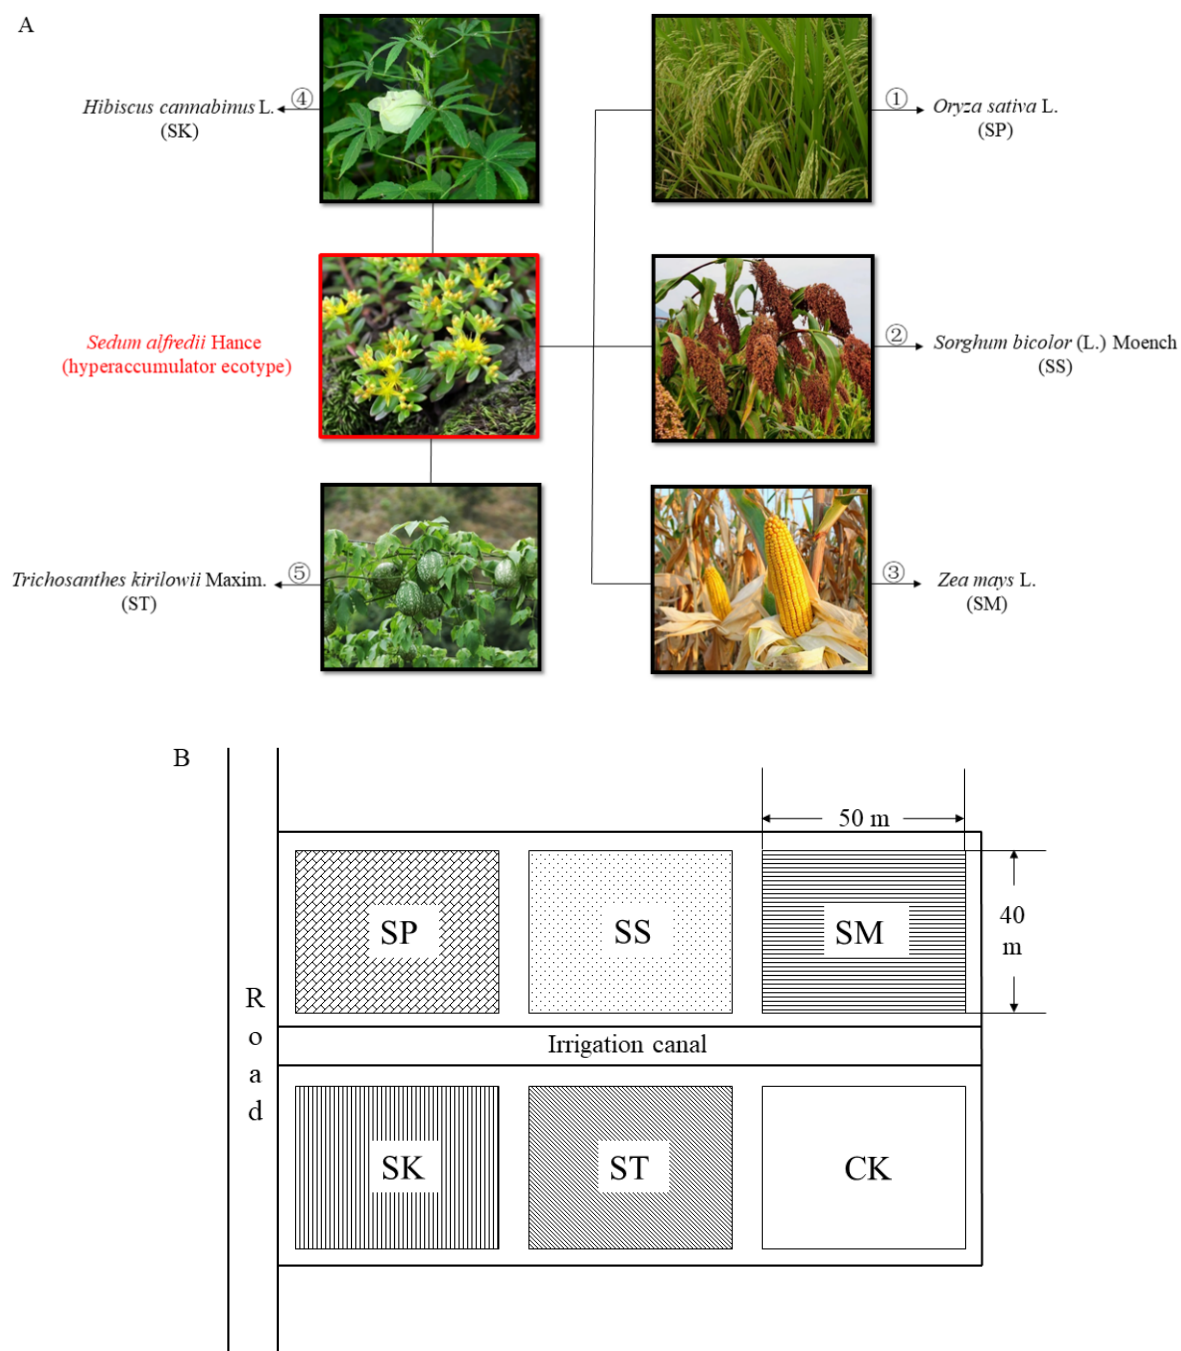 A
④
Hibiscus cannabinus L.
(SK)
①
Oryza sativa L.
(SP)
Sedum alfredii Hance
(hyperaccumulator ecotype)
②
Sorghum bicolor (L.) Moench
(SS)
⑤
Trichosanthes kirilowii Maxim.
(ST)
③
Zea mays L.
(SM)
B
50 m
40
m
SP
SS
SM
Road
Irrigation canal
SK
ST
CK